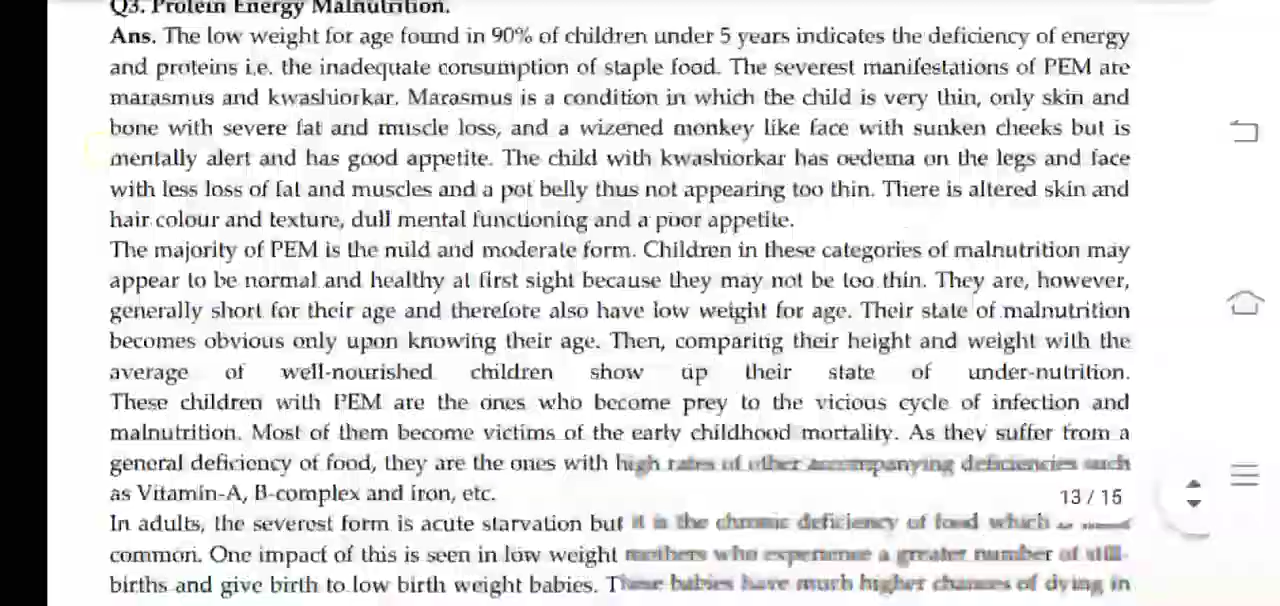 Q3. Protein Energy Malnutrition.
Ans. The low weight for age found in 90% of children under 5 years indicates the deficiency of energy
and proteins i.e. the inadequate consumption of staple food. The severest manifestations of PEM are
marasmus and kwashiorkar. Marasmus is a condition in which the child is very thin, only skin and
bone with severe fat and muscle loss, and a wizened monkey like face with sunken cheeks but is
mentally alert and has good appetite. The child with kwashiorkar has oedema on the legs and face
with less loss of fat and muscles and a pot belly thus not appearing too thin. There is altered skin and
hair colour and texture, dull mental functioning and a poor appetite.
The majority of PEM is the mild and moderate form. Children in these categories of malnutrition may
appear to be normal and healthy at first sight because they may not be too thin. They are, however,
generally short for their age and therefore also have low weight for age. Their state of malnutrition
becomes obvious only upon knowing their age. Then, comparing their height and weight with the
average of well-nourished children show up their state of under-nutrition.
These children with PEM are the ones who become prey to the vicious cycle of infection and
malnutrition. Most of them become victims of the early childhood mortality. As they suffer from a
general deficiency of food, they are the ones with high rates of other accompanying deficiencies such
as Vitamin-A, B-complex and iron, etc.
13 / 15
In adults, the severest form is acute starvation but it is the chronic deficiency of food which
common. One impact of this is seen in low weight mothers who experience a greater number of still-
births and give birth to low birth weight babies. These babies have much higher chances of dying in